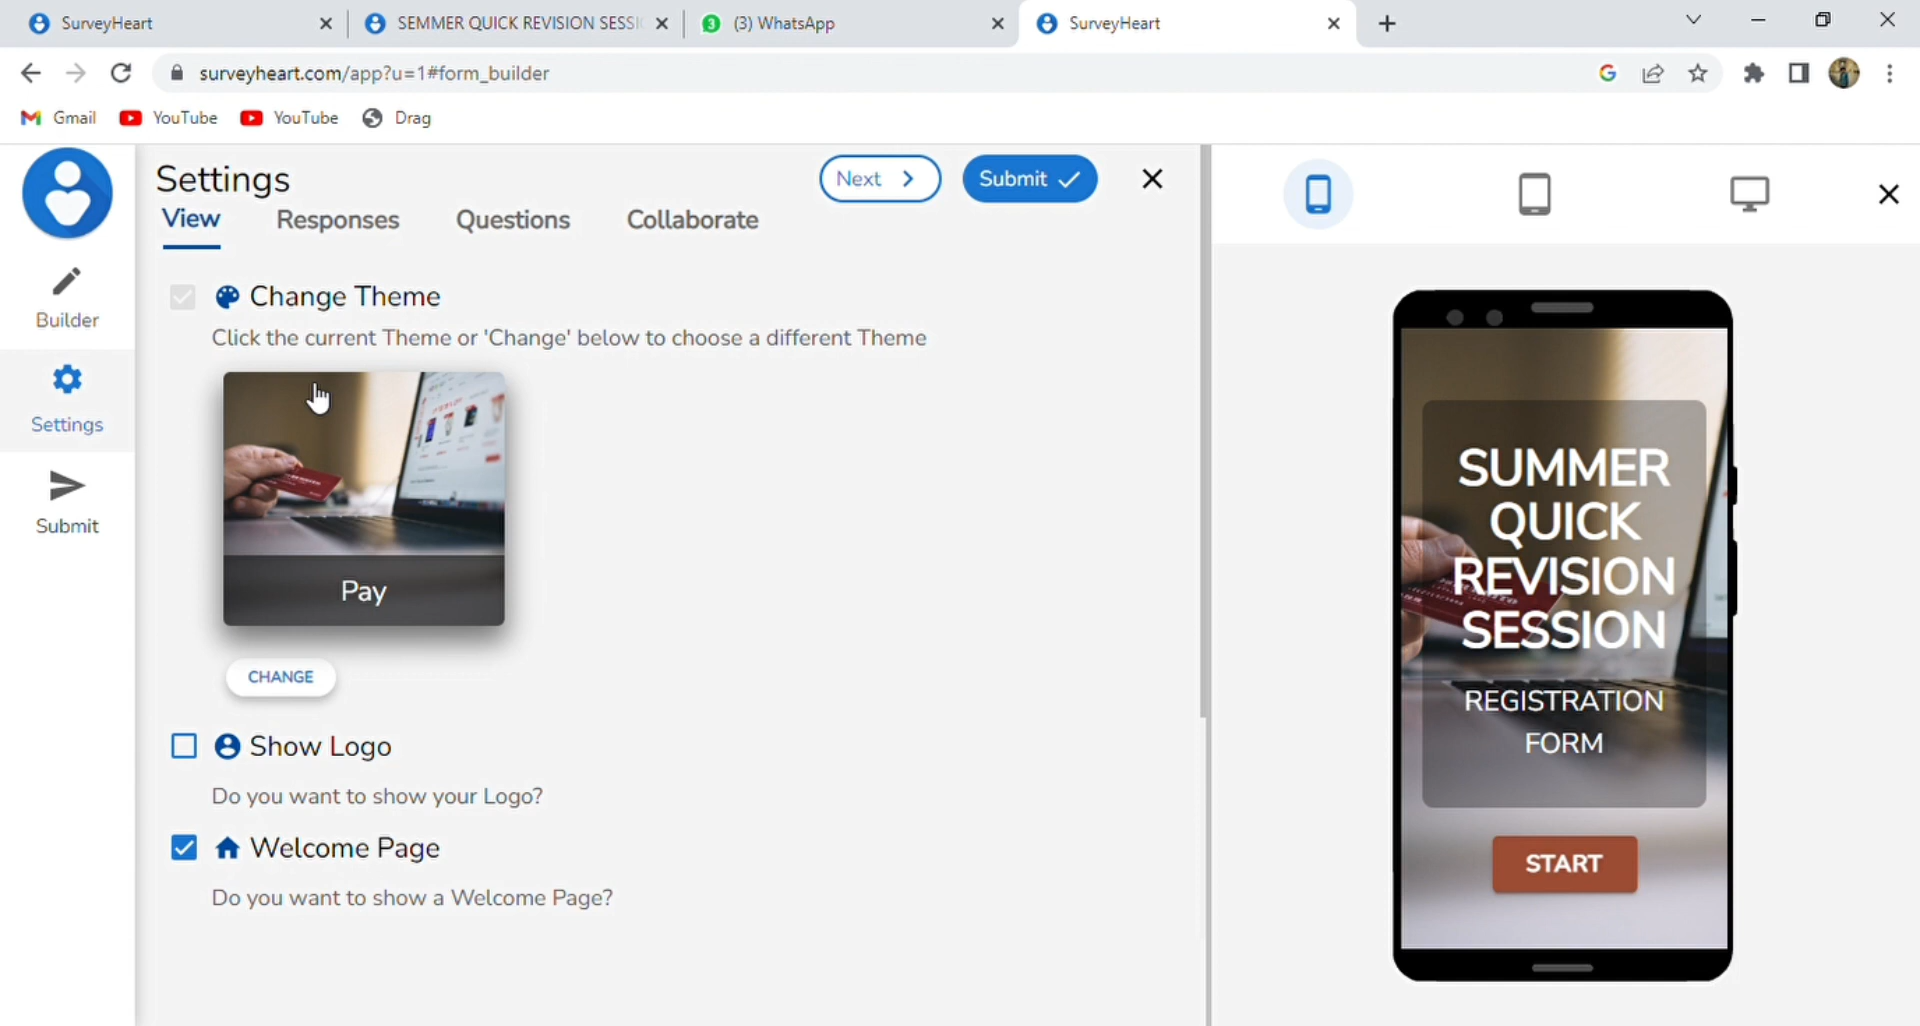 SurveyHeart
SEMMER QUICK REVISION SESSI
3
(3) WhatsApp
SurveyHeart
surveyheart.com/app?u=1#form_builder
Gmail
YouTube
YouTube
Drag
Settings
Next
Submit
View
Responses
Questions
Collaborate
Builder
Settings
Submit
Change Theme
Click the current Theme or 'Change' below to choose a different Theme
Pay
CHANGE
Show Logo
Do you want to show your Logo?
Welcome Page
Do you want to show a Welcome Page?
SUMMER
QUICK
REVISION
SESSION
REGISTRATION
FORM
START